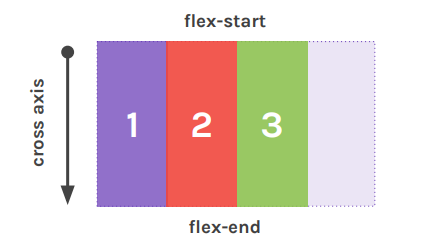 flex-start
cross axis
1 2 3
flex-end